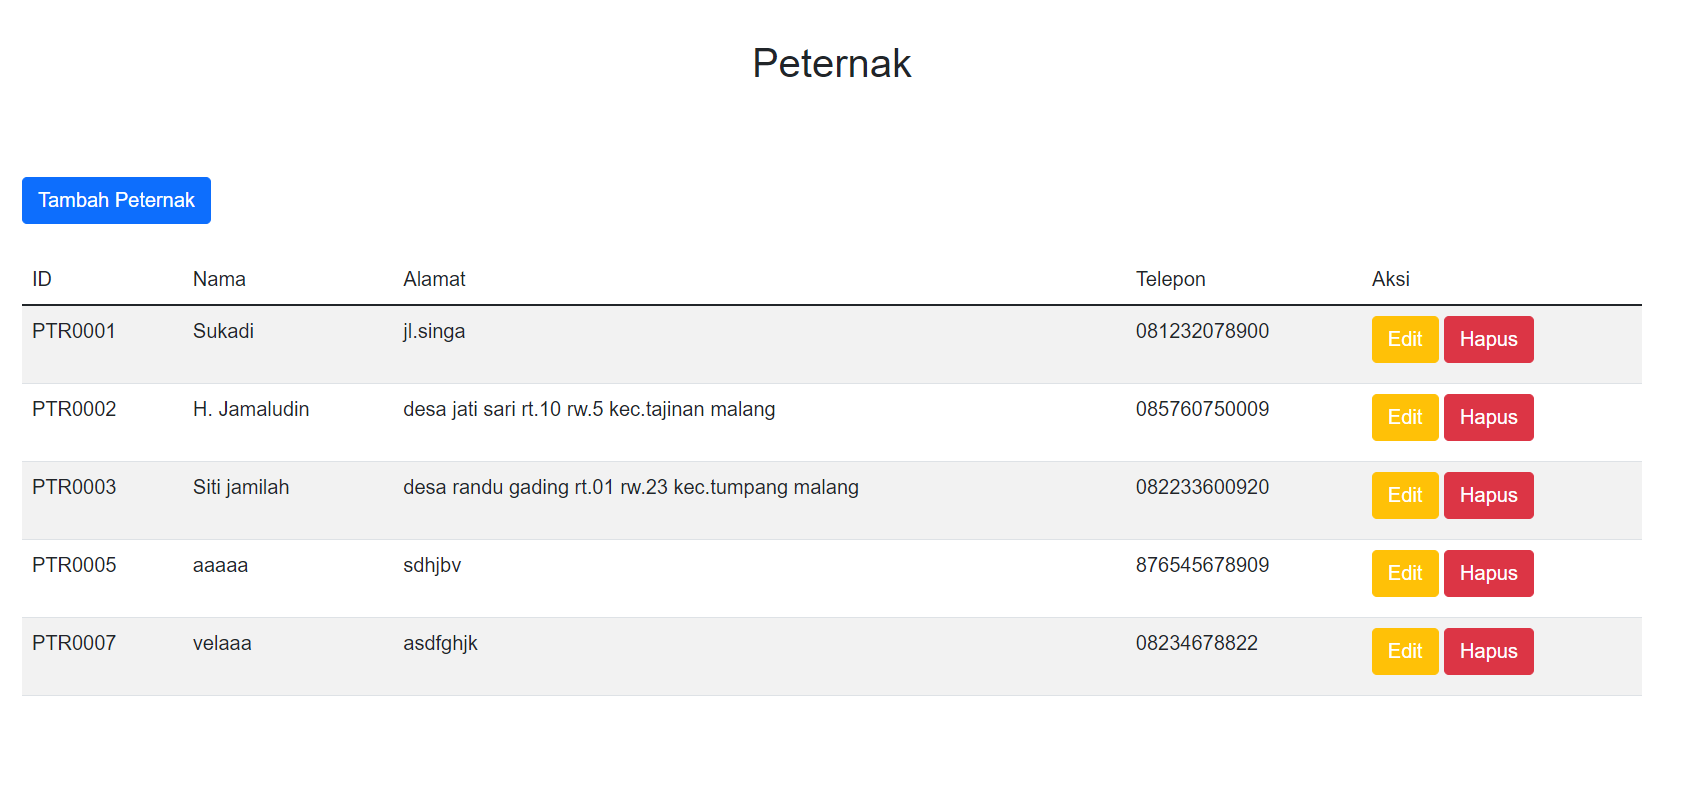 Peternak
Tambah Peternak
ID Nama Alamat Telepon Aksi
PTR0001 Sukadi jl.singa 081232078900 Edit Hapus
PTR0002 H. Jamaludin desa jati sari rt.10 rw.5 kec.tajinan malang 085760750009 Edit Hapus
PTR0003 Siti jamilah desa randu gading rt.01 rw.23 kec.tumpang malang 082233600920 Edit Hapus
PTR0005 aaaaa sdhjbv 876545678909 Edit Hapus
PTR0007 velaaa asdfghjk 08234678822 Edit Hapus